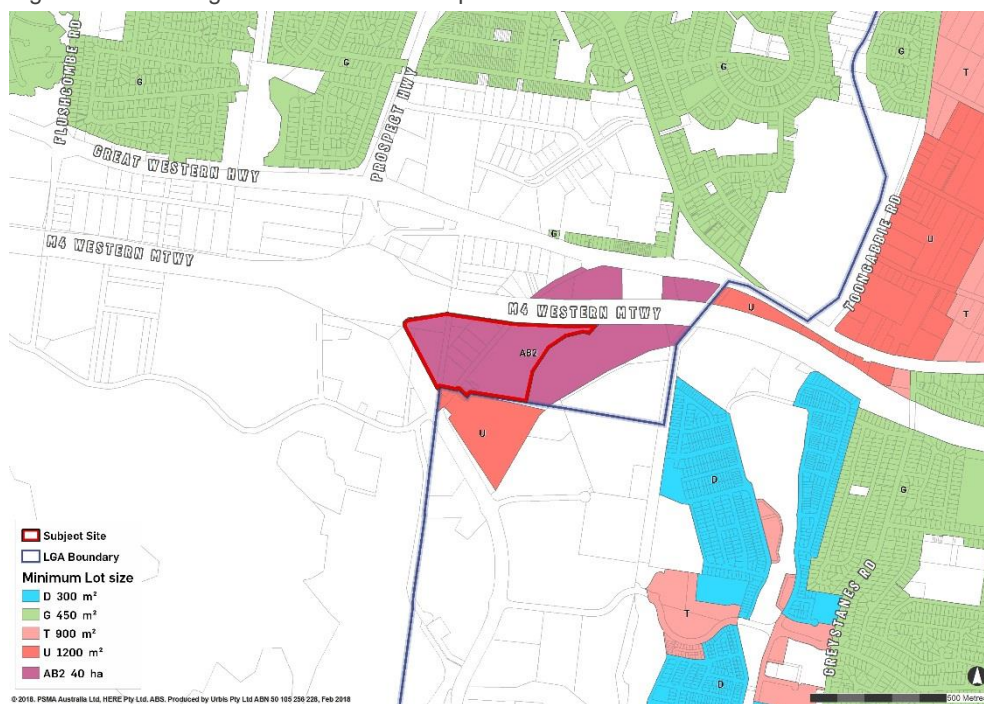 FLUSHCOMBE RD
G
G
G
G
T
GREAT WESTERN HWY
PROSPECT HWY
M4 WESTERN MTWY
TOONGABBIE RD
U
T
G
M4 WESTERN MTWY
U
AB2
U
D
D
G
GREYSTANES RD
T
T
D
Subject Site
LGA Boundary
Minimum Lot size
D 300 m²
G 450 m²
T 900 m²
U 1200 m²
AB2 40 ha
500 Metres
© 2018. PSMA Australia Ltd, HERE Pty Ltd. ABS. Produced by Urbis Pty Ltd ABN 50 105 256 228, Feb 2018